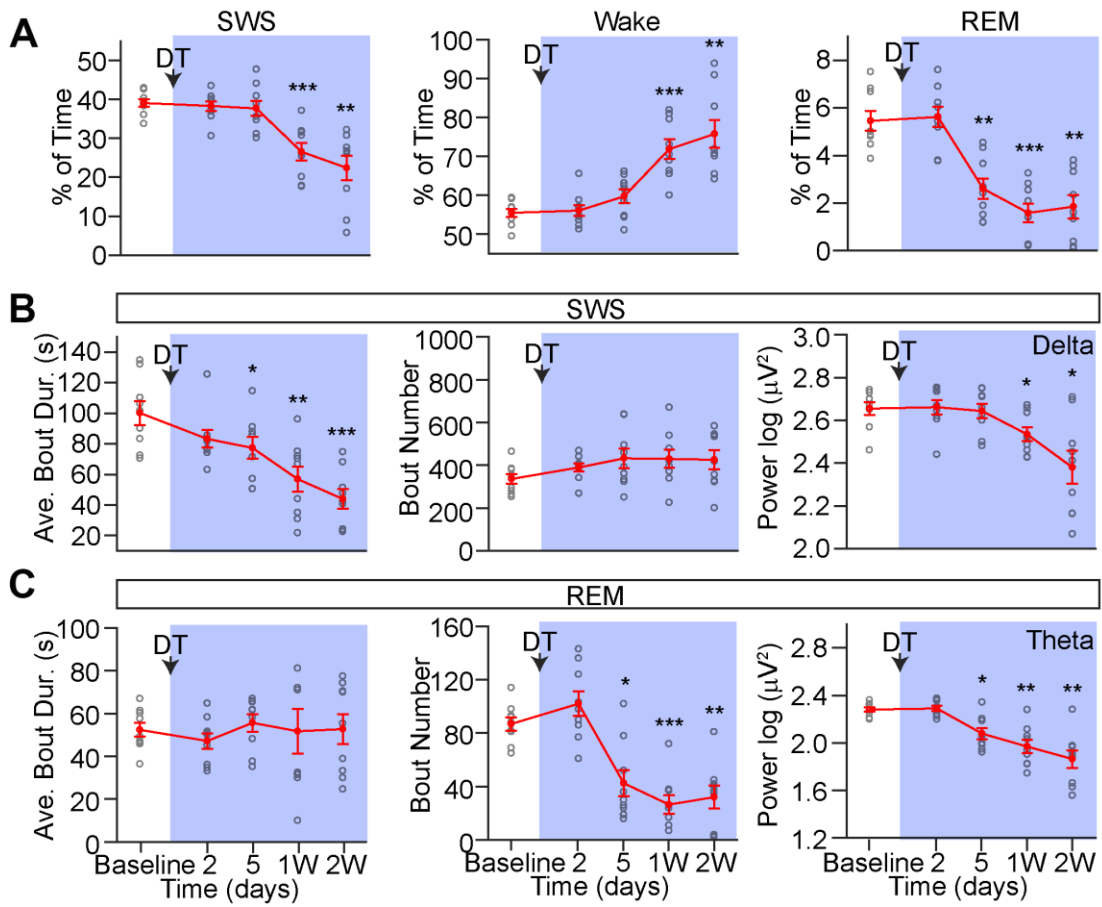 A
SWS
Wake
REM
DT
DT
DT
% of Time
50
40
30
20
10
0
***
**
% of Time
100
90
80
70
60
50
***
**
% of Time
8
6
4
2
0
**
***
**
B
SWS
DT
DT
DT
Delta
Ave. Bout Dur. (s)
140
120
100
80
60
40
20
*
**
***
Bout Number
1000
800
600
400
200
0
Power log (µV²)
3.0
2.8
2.6
2.4
2.2
2.0
*
*
C
REM
DT
DT
DT
Theta
Ave. Bout Dur. (s)
100
80
60
40
20
0
Bout Number
160
120
80
40
0
*
***
**
Power log (µV²)
2.8
2.4
2.0
1.6
1.2
*
**
**
Baseline 2 5 1W 2W
Time (days)
Baseline 2 5 1W 2W
Time (days)
Baseline 2 5 1W 2W
Time (days)